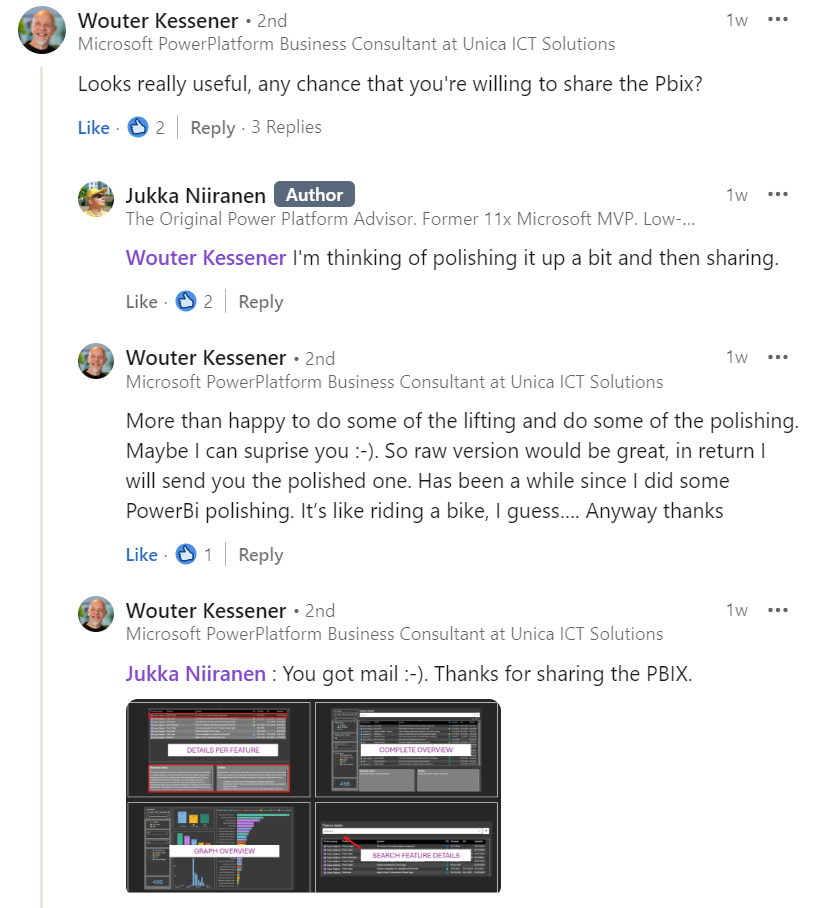 Wouter Kessener • 2nd
1w
Microsoft PowerPlatform Business Consultant at Unica ICT Solutions
Looks really useful, any chance that you're willing to share the Pbix?
Like · 2 Reply · 3 Replies
Jukka Niiranen Author
1w
The Original Power Platform Advisor. Former 11x Microsoft MVP. Low-...
Wouter Kessener I'm thinking of polishing it up a bit and then sharing.
Like · 2 Reply
Wouter Kessener • 2nd
1w
Microsoft PowerPlatform Business Consultant at Unica ICT Solutions
More than happy to do some of the lifting and do some of the polishing.
Maybe I can suprise you :-). So raw version would be great, in return I
will send you the polished one. Has been a while since I did some
PowerBi polishing. It’s like riding a bike, I guess.... Anyway thanks
Like · 1 Reply
Wouter Kessener • 2nd
1w
Microsoft PowerPlatform Business Consultant at Unica ICT Solutions
Jukka Niiranen : You got mail :-). Thanks for sharing the PBIX.
DETAILS PER FEATURE
COMPLETE OVERVIEW
496
GRAPH OVERVIEW
496
SEARCH FEATURE DETAILS